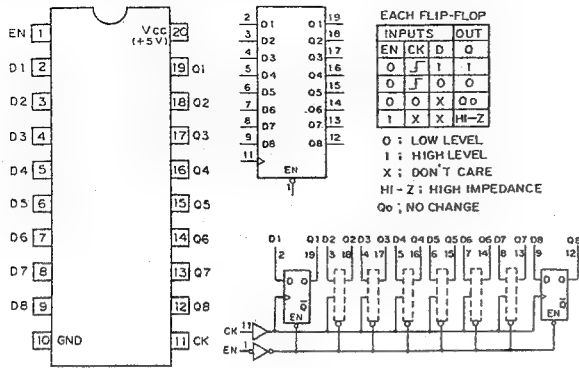 EN 1 VCC (+5V) 20
D1 2 19 Q1
D2 3 18 Q2
D3 4 17 Q3
D4 5 16 Q4
D5 6 15 Q5
D6 7 14 Q6
D7 8 13 Q7
D8 9 12 Q8
10 GND 11 CK
2 D1 Q1 19
3 D2 Q2 18
4 D3 Q3 17
5 D4 Q4 16
6 D5 Q5 15
7 D6 Q6 14
8 D7 Q7 13
9 D8 Q8 12
11
EN
1
EACH FLIP-FLOP
INPUTS OUT
EN CK D Q
0 1 1
0 0 0
0 0 X Qo
1 X X HI-Z
0 ; LOW LEVEL
1 ; HIGH LEVEL
X ; DON'T CARE
HI-Z ; HIGH IMPEDANCE
Qo ; NO CHANGE
D1 Q1 D2 Q2 D3 Q3 D4 Q4 D5 Q5 D6 Q6 D7 Q7 D8 Q8
2 19 3 18 4 17 5 16 6 15 7 14 8 13 9 12
D Q D Q
Q̅ Q̅
EN EN
CK 11
EN 1